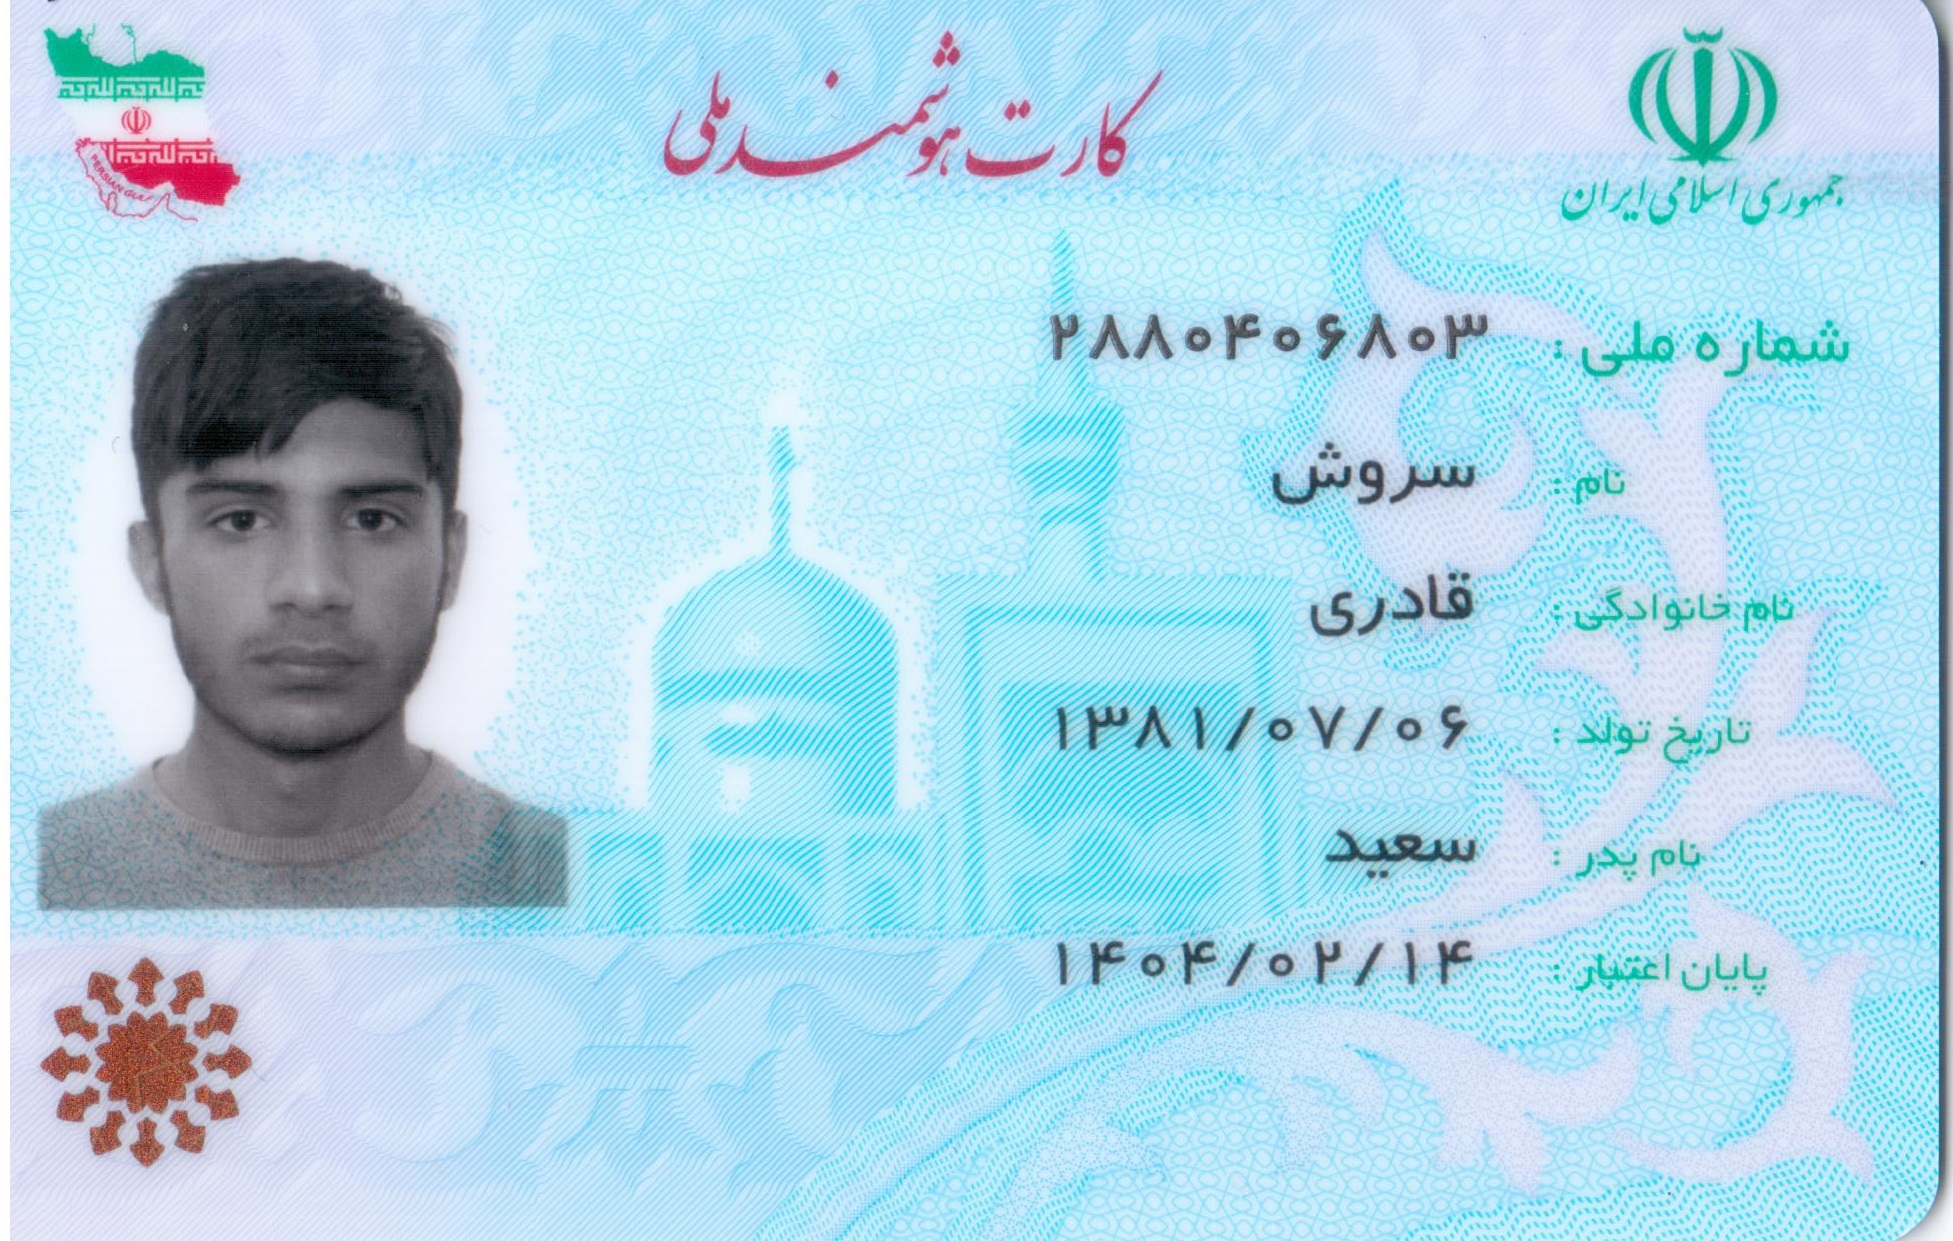 کارت هوشمند ملی
جمهوری اسلامی ایران
PERSIAN GULF
شماره ملی : ۲۸۸۰۴۰۶۸۰۳
نام : سروش
نام خانوادگی : قادری
تاریخ تولد : ۱۳۸۱/۰۷/۰۶
نام پدر : سعید
پایان اعتبار : ۱۴۰۴/۰۲/۱۴